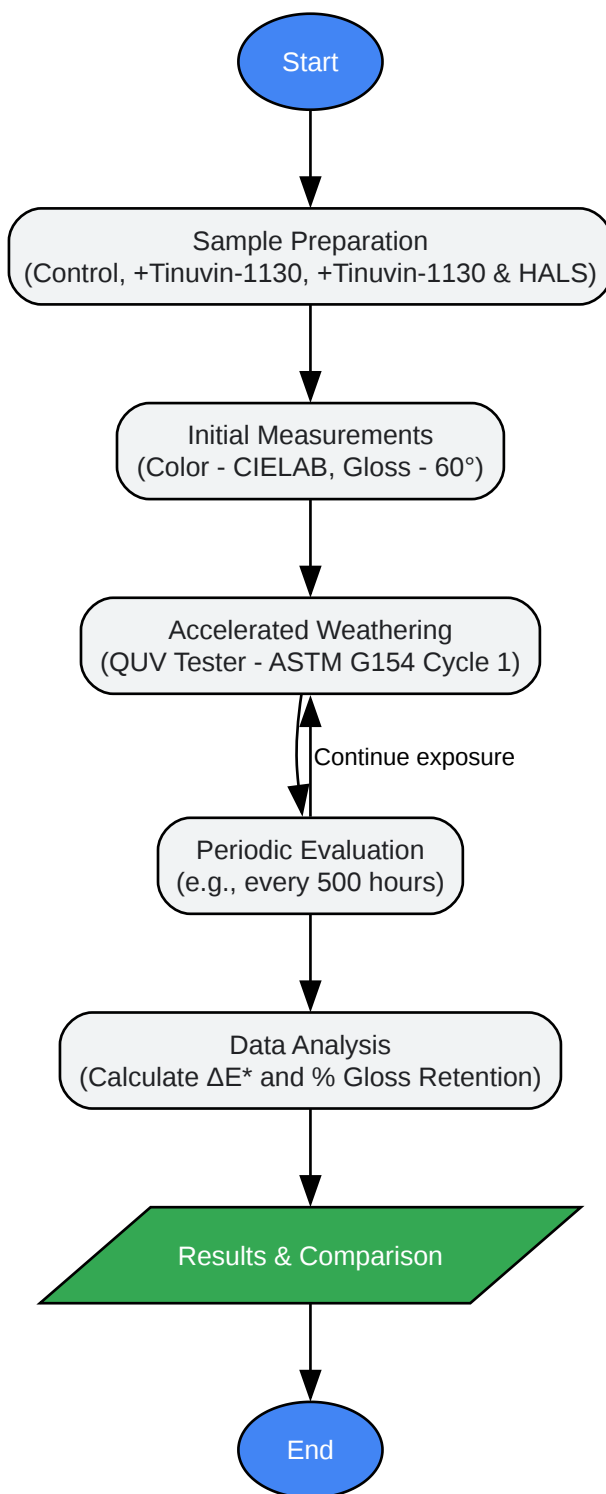 Start
Sample Preparation
(Control, +Tinuvin-1130, +Tinuvin-1130 & HALS)
Initial Measurements
(Color - CIELAB, Gloss - 60°)
Accelerated Weathering
(QUV Tester - ASTM G154 Cycle 1)
Continue exposure
Periodic Evaluation
(e.g., every 500 hours)
Data Analysis
(Calculate ΔE* and % Gloss Retention)
Results & Comparison
End